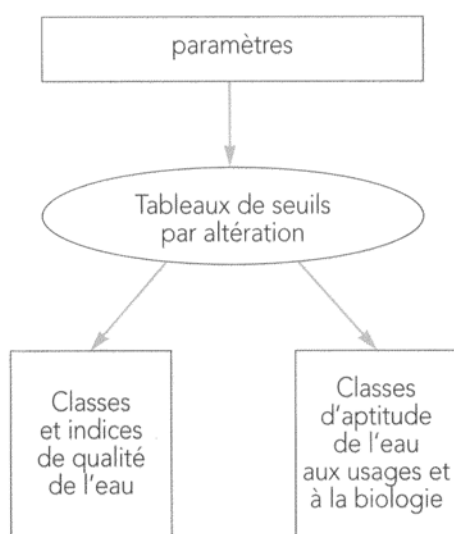 paramètres
Tableaux de seuils
par altération
Classes
et indices
de qualité
de l'eau
Classes
d'aptitude
de l'eau
aux usages et
à la biologie